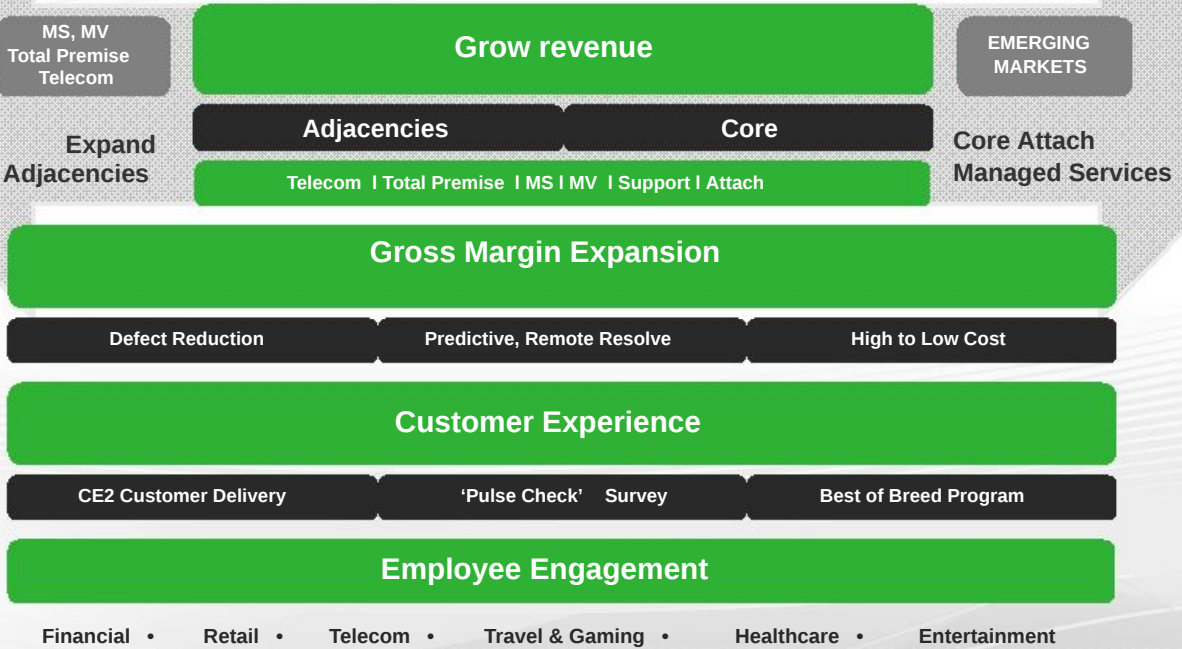 MS, MV
Total Premise
Telecom
Grow revenue
EMERGING
MARKETS
Expand
Adjacencies
Adjacencies
Core
Core Attach
Managed Services
Telecom l Total Premise l MS l MV l Support l Attach
Gross Margin Expansion
Defect Reduction
Predictive, Remote Resolve
High to Low Cost
Customer Experience
CE2 Customer Delivery
‘Pulse Check’ Survey
Best of Breed Program
Employee Engagement
Financial • Retail • Telecom • Travel & Gaming • Healthcare • Entertainment